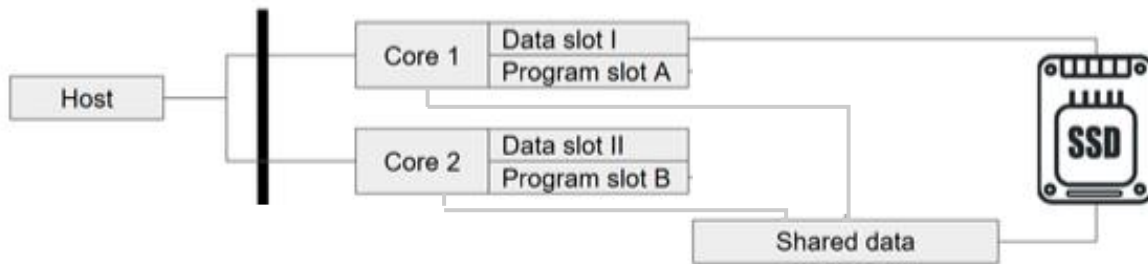 Host
Core 1
Data slot I
Program slot A
Core 2
Data slot II
Program slot B
SSD
Shared data